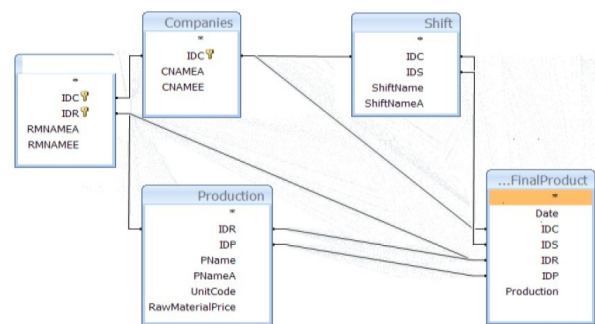 Companies
*
IDC
CNAMEA
CNAMEE
Shift
*
IDC
IDS
ShiftName
ShiftNameA
*
IDC
IDR
RMNAMEA
RMNAMEE
Production
*
IDR
IDP
PName
PNameA
UnitCode
RawMaterialPrice
...FinalProduct
*
Date
IDC
IDS
IDR
IDP
Production